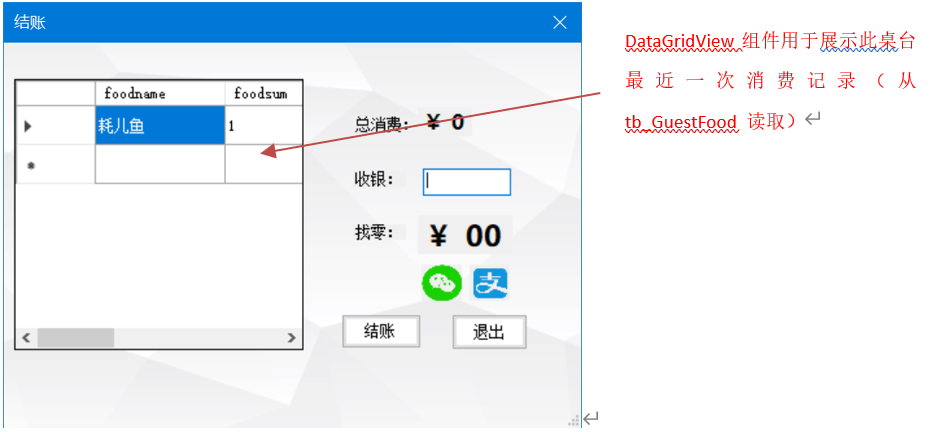 结账
foodname foodsum
耗儿鱼 1
总消费: ¥ 0
收银:
找零: ¥ 00
支
结账 退出
DataGridView 组件用于展示此桌台
最近一次消费记录（从
tb_GuestFood 读取）